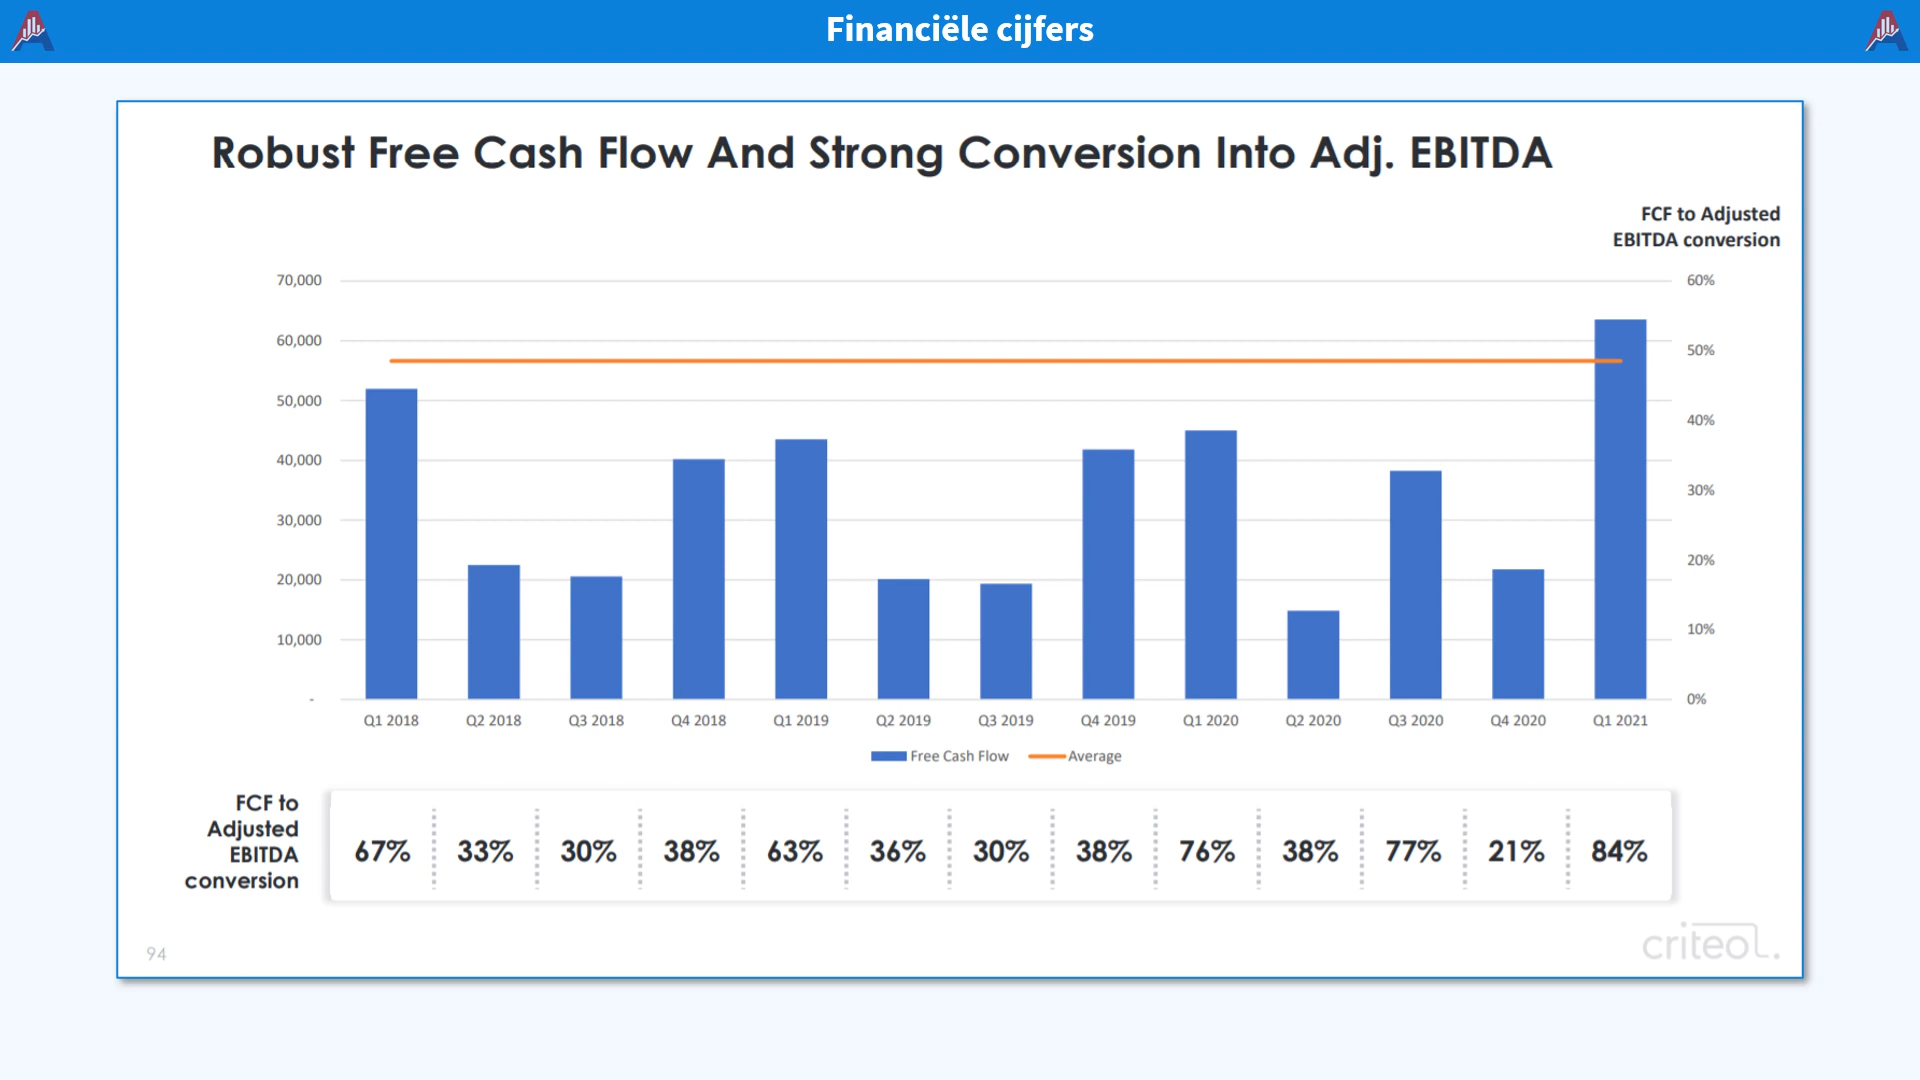 Financiële cijfers
Robust Free Cash Flow And Strong Conversion Into Adj. EBITDA
FCF to Adjusted
EBITDA conversion
70,000
60,000
50,000
40,000
30,000
20,000
10,000
-
60%
50%
40%
30%
20%
10%
0%
Q1 2018 Q2 2018 Q3 2018 Q4 2018 Q1 2019 Q2 2019 Q3 2019 Q4 2019 Q1 2020 Q2 2020 Q3 2020 Q4 2020 Q1 2021
Free Cash Flow Average
FCF to
Adjusted
EBITDA
conversion
67% 33% 30% 38% 63% 36% 30% 38% 76% 38% 77% 21% 84%
94
criteo.